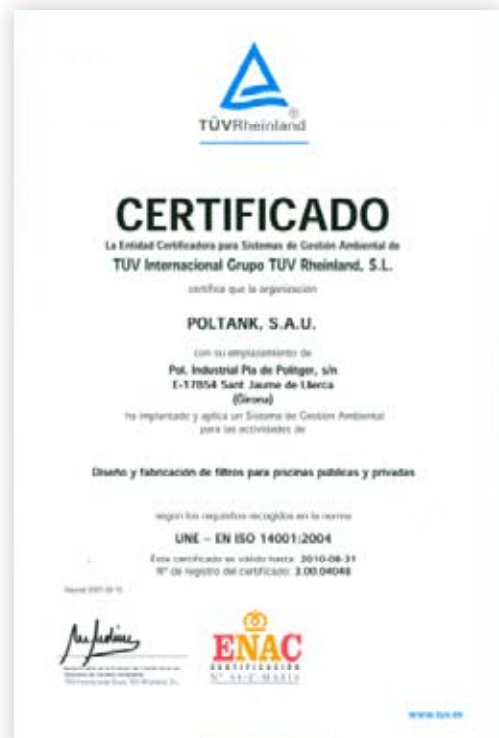 TÜVRheinland
®
CERTIFICADO
La Entidad Certificadora para Sistemas de Gestión Ambiental de
TÜV Internacional Grupo TÜV Rheinland, S.L.
certifica que la organización
POLTANK, S.A.U.
con su emplazamiento de
Pol. Industrial Pla de Politger, s/n
E-17854 Sant Jaume de Llierca
(Girona)
ha implantado y aplica un Sistema de Gestión Ambiental
para las actividades de
Diseño y fabricación de filtros para piscinas públicas y privadas
según los requisitos recogidos en la norma
UNE – EN ISO 14001:2004
Este certificado es válido hasta: 2010-08-31
Nº de registro del certificado: 3.00.04048
ENAC
CERTIFICACIÓN
www.tuv.es